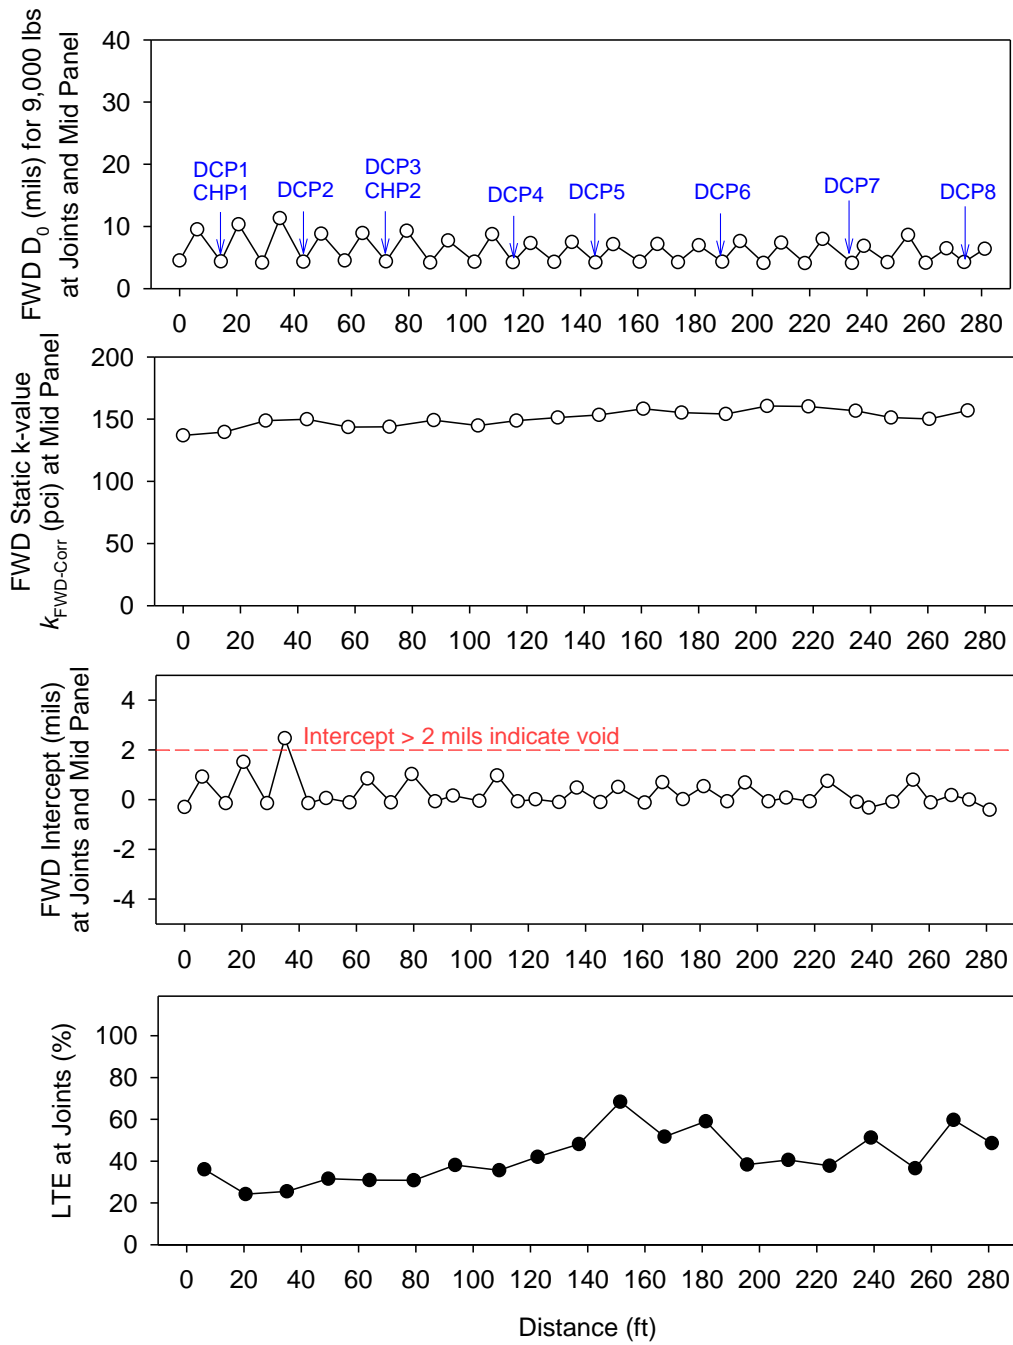 FWD D0 (mils) for 9,000 lbs
at Joints and Mid Panel
40
30
20
10
0
DCP1
CHP1
DCP2
DCP3
CHP2
DCP4
DCP5
DCP6
DCP7
DCP8
0 20 40 60 80 100 120 140 160 180 200 220 240 260 280
FWD Static k-value
kFWD-Corr (pci) at Mid Panel
200
150
100
50
0
0 20 40 60 80 100 120 140 160 180 200 220 240 260 280
FWD Intercept (mils)
at Joints and Mid Panel
4
2
0
-2
-4
Intercept > 2 mils indicate void
0 20 40 60 80 100 120 140 160 180 200 220 240 260 280
LTE at Joints (%)
100
80
60
40
20
0
0 20 40 60 80 100 120 140 160 180 200 220 240 260 280
Distance (ft)